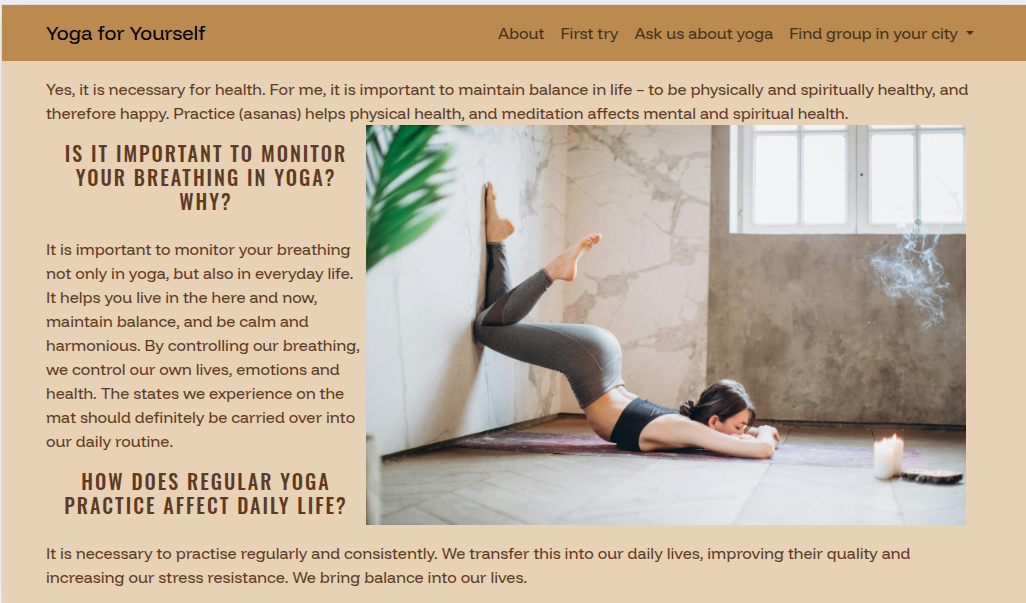 Yoga for Yourself
About First try Ask us about yoga Find group in your city
Yes, it is necessary for health. For me, it is important to maintain balance in life – to be physically and spiritually healthy, and
therefore happy. Practice (asanas) helps physical health, and meditation affects mental and spiritual health.
IS IT IMPORTANT TO MONITOR
YOUR BREATHING IN YOGA?
WHY?
It is important to monitor your breathing
not only in yoga, but also in everyday life.
It helps you live in the here and now,
maintain balance, and be calm and
harmonious. By controlling our breathing,
we control our own lives, emotions and
health. The states we experience on the
mat should definitely be carried over into
our daily routine.
HOW DOES REGULAR YOGA
PRACTICE AFFECT DAILY LIFE?
It is necessary to practise regularly and consistently. We transfer this into our daily lives, improving their quality and
increasing our stress resistance. We bring balance into our lives.